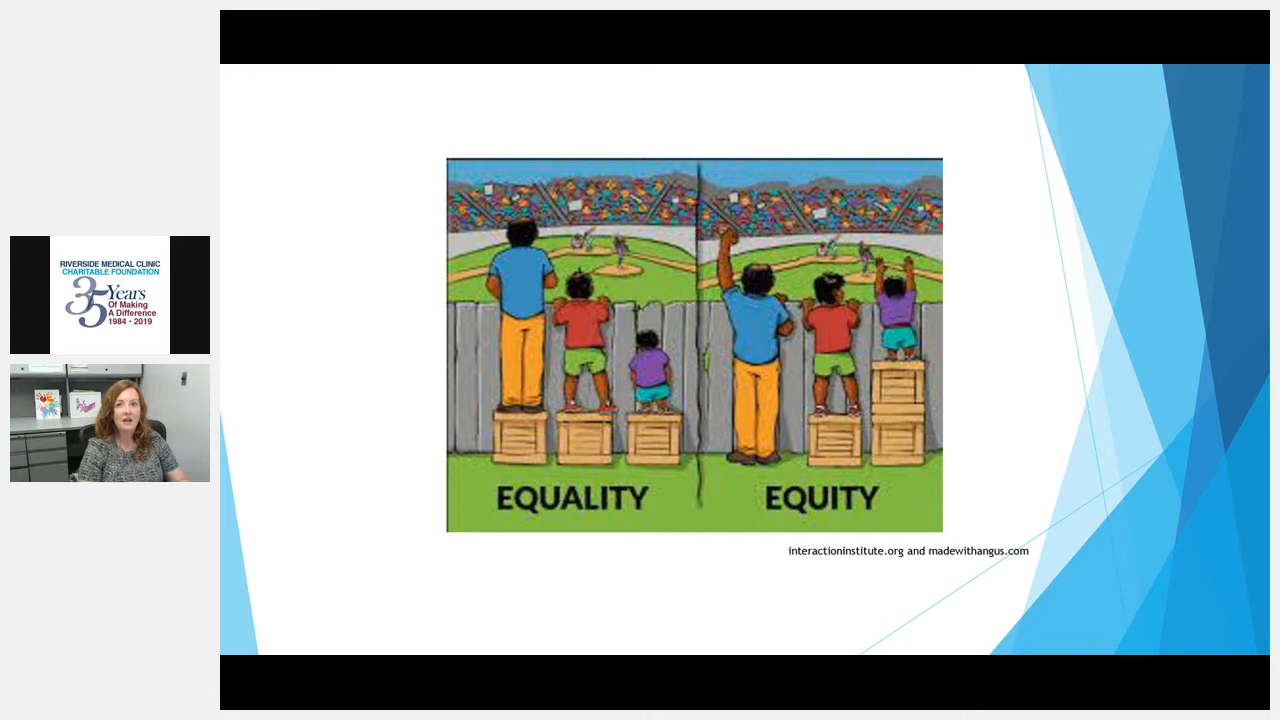 RIVERSIDE MEDICAL CLINIC
CHARITABLE FOUNDATION
35 Years
Of Making
A Difference
1984 • 2019
EQUALITY
EQUITY
interactioninstitute.org and madewithangus.com